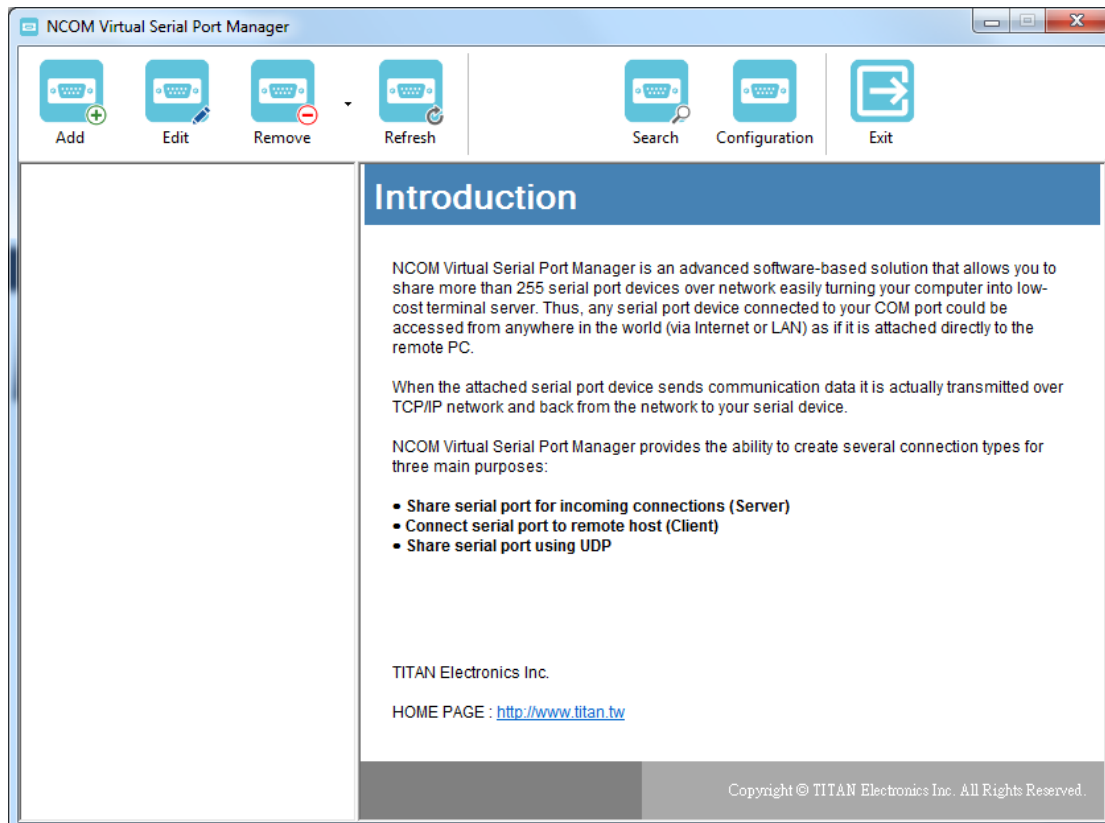 NCOM Virtual Serial Port Manager
Add
Edit
Remove
Refresh
Search
Configuration
Exit
Introduction
NCOM Virtual Serial Port Manager is an advanced software-based solution that allows you to
share more than 255 serial port devices over network easily turning your computer into low-
cost terminal server. Thus, any serial port device connected to your COM port could be
accessed from anywhere in the world (via Internet or LAN) as if it is attached directly to the
remote PC.
When the attached serial port device sends communication data it is actually transmitted over
TCP/IP network and back from the network to your serial device.
NCOM Virtual Serial Port Manager provides the ability to create several connection types for
three main purposes:
• Share serial port for incoming connections (Server)
• Connect serial port to remote host (Client)
• Share serial port using UDP
TITAN Electronics Inc.
HOME PAGE : http://www.titan.tw
Copyright © TITAN Electronics Inc. All Rights Reserved.